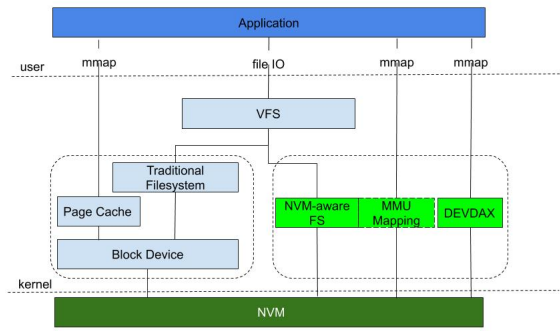 Application
mmap
file IO
mmap
mmap
user
VFS
Traditional
Filesystem
Page Cache
NVM-aware
FS
MMU
Mapping
DEVDAX
Block Device
kernel
NVM